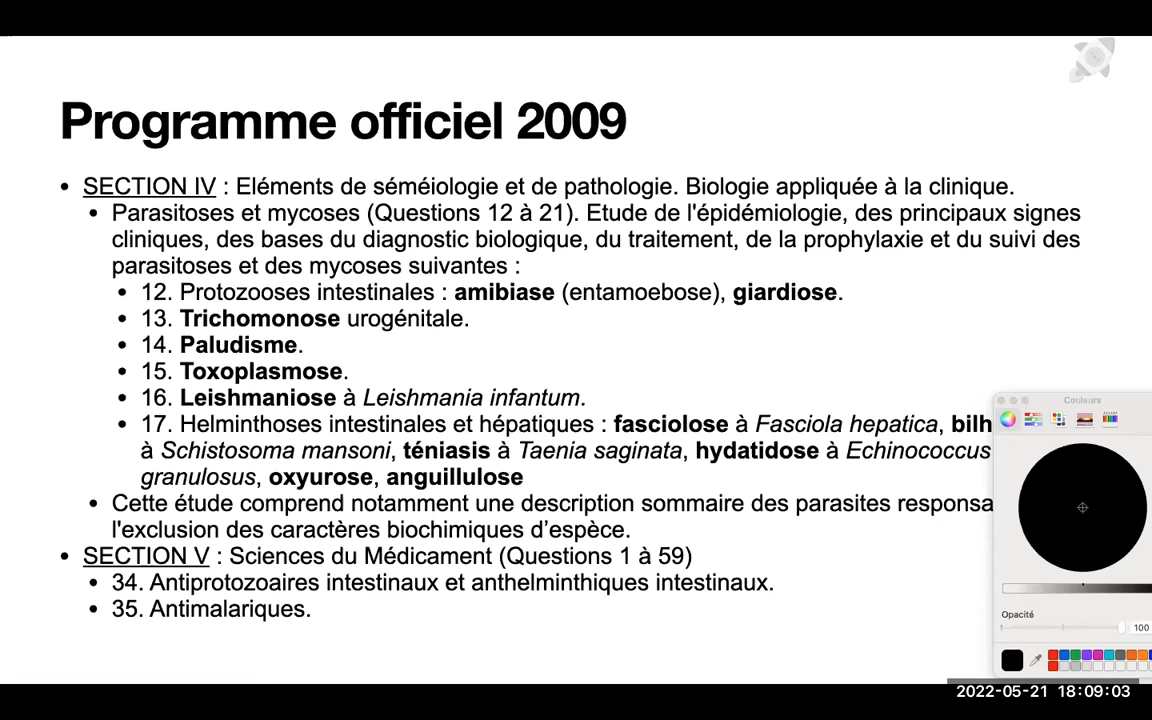 Programme officiel 2009
• SECTION IV : Eléments de séméiologie et de pathologie. Biologie appliquée à la clinique.
• Parasitoses et mycoses (Questions 12 à 21). Etude de l'épidémiologie, des principaux signes
cliniques, des bases du diagnostic biologique, du traitement, de la prophylaxie et du suivi des
parasitoses et des mycoses suivantes :
• 12. Protozooses intestinales : amibiase (entamoebose), giardiose.
• 13. Trichomonose urogénitale.
• 14. Paludisme.
• 15. Toxoplasmose.
• 16. Leishmaniose à Leishmania infantum.
• 17. Helminthoses intestinales et hépatiques : fasciolose à Fasciola hepatica, bilh
à Schistosoma mansoni, téniasis à Taenia saginata, hydatidose à Echinococcus
granulosus, oxyurose, anguillulose
• Cette étude comprend notamment une description sommaire des parasites responsa
l'exclusion des caractères biochimiques d’espèce.
• SECTION V : Sciences du Médicament (Questions 1 à 59)
• 34. Antiprotozoaires intestinaux et anthelminthiques intestinaux.
• 35. Antimalariques.
Couleurs
Opacité
100
2022-05-21 18:09:03